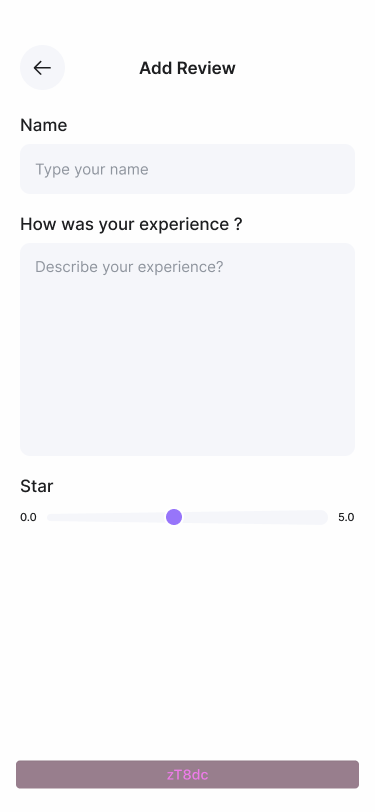 Add Review
Name
Type your name
How was your experience ?
Describe your experience?
Star
0.0 5.0
zT8dc